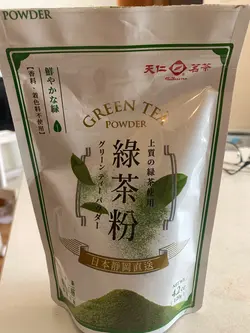 POWDER
鮮やかな緑
【香料・着色料不使用】
天仁茗茶
GREEN TEA
POWDER
上質の緑茶使用
綠茶粉
グリーンティーパウダー
日本静岡直送